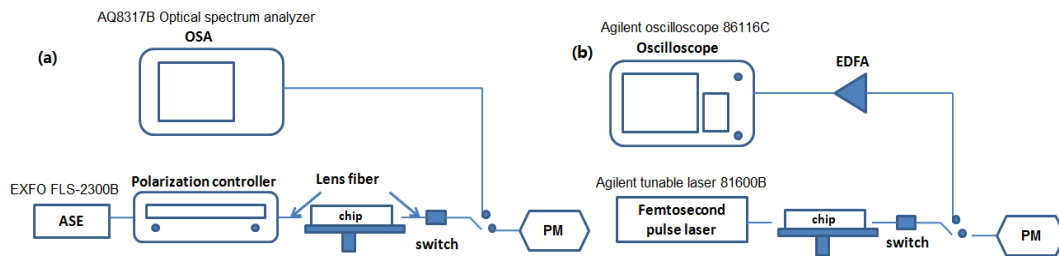 AQ8317B Optical spectrum analyzer
OSA
(a)
EXFO FLS-2300B
ASE
Polarization controller
Lens fiber
chip
switch
PM
(b)
Agilent oscilloscope 86116C
Oscilloscope
EDFA
Agilent tunable laser 81600B
Femtosecond
pulse laser
chip
switch
PM